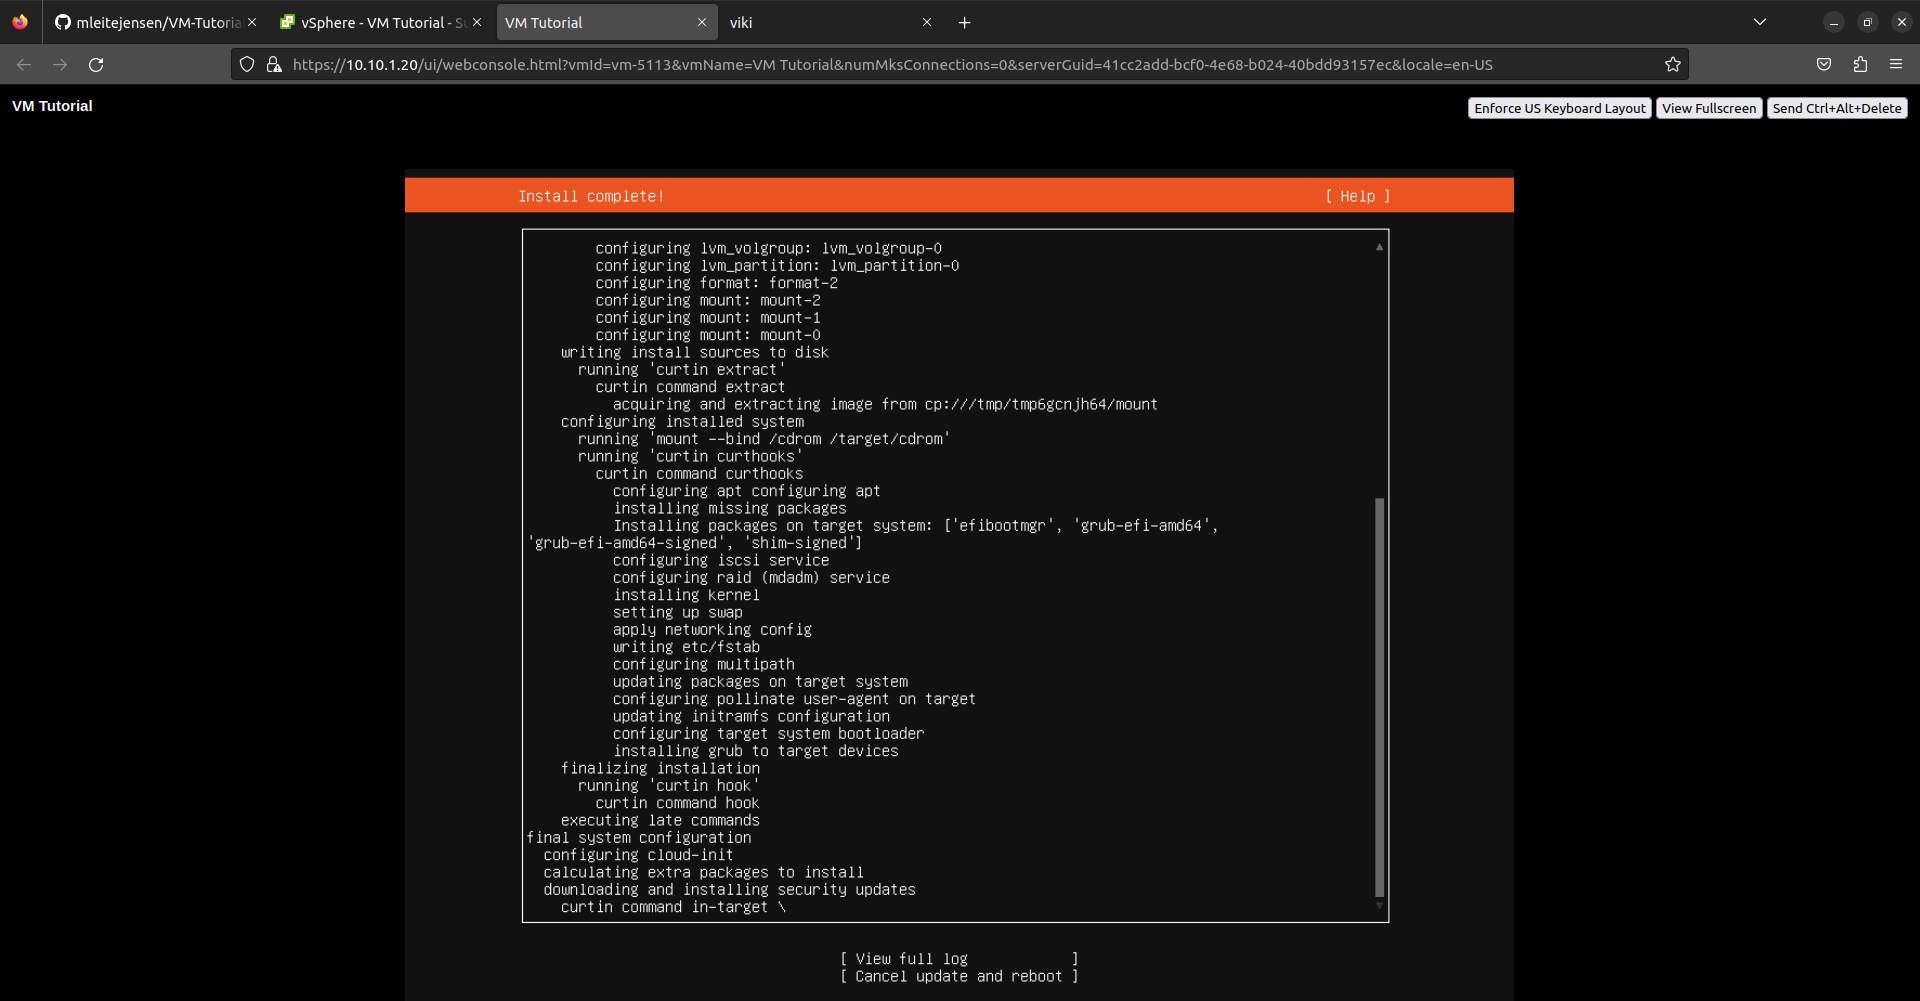 mleitejensen/VM-Tutoria
vSphere - VM Tutorial - Su
VM Tutorial
viki
https://10.10.1.20/ui/webconsole.html?vmId=vm-5113&vmName=VM Tutorial&numMksConnections=0&serverGuid=41cc2add-bcf0-4e68-b024-40bdd93157ec&locale=en-US
VM Tutorial
Enforce US Keyboard Layout
View Fullscreen
Send Ctrl+Alt+Delete
Install complete!
[ Help ]
configuring lvm_volgroup: lvm_volgroup-0
configuring lvm_partition: lvm_partition-0
configuring format: format-2
configuring mount: mount-2
configuring mount: mount-1
configuring mount: mount-0
writing install sources to disk
running 'curtin extract'
curtin command extract
acquiring and extracting image from cp:///tmp/tmp6gcnjh64/mount
configuring installed system
running 'mount --bind /cdrom /target/cdrom'
running 'curtin curthooks'
curtin command curthooks
configuring apt configuring apt
installing missing packages
Installing packages on target system: ['efibootmgr', 'grub-efi-amd64',
'grub-efi-amd64-signed', 'shim-signed']
configuring iscsi service
configuring raid (mdadm) service
installing kernel
setting up swap
apply networking config
writing etc/fstab
configuring multipath
updating packages on target system
configuring pollinate user-agent on target
updating initramfs configuration
configuring target system bootloader
installing grub to target devices
finalizing installation
running 'curtin hook'
curtin command hook
executing late commands
final system configuration
configuring cloud-init
calculating extra packages to install
downloading and installing security updates
curtin command in-target \
[ View full log ]
[ Cancel update and reboot ]